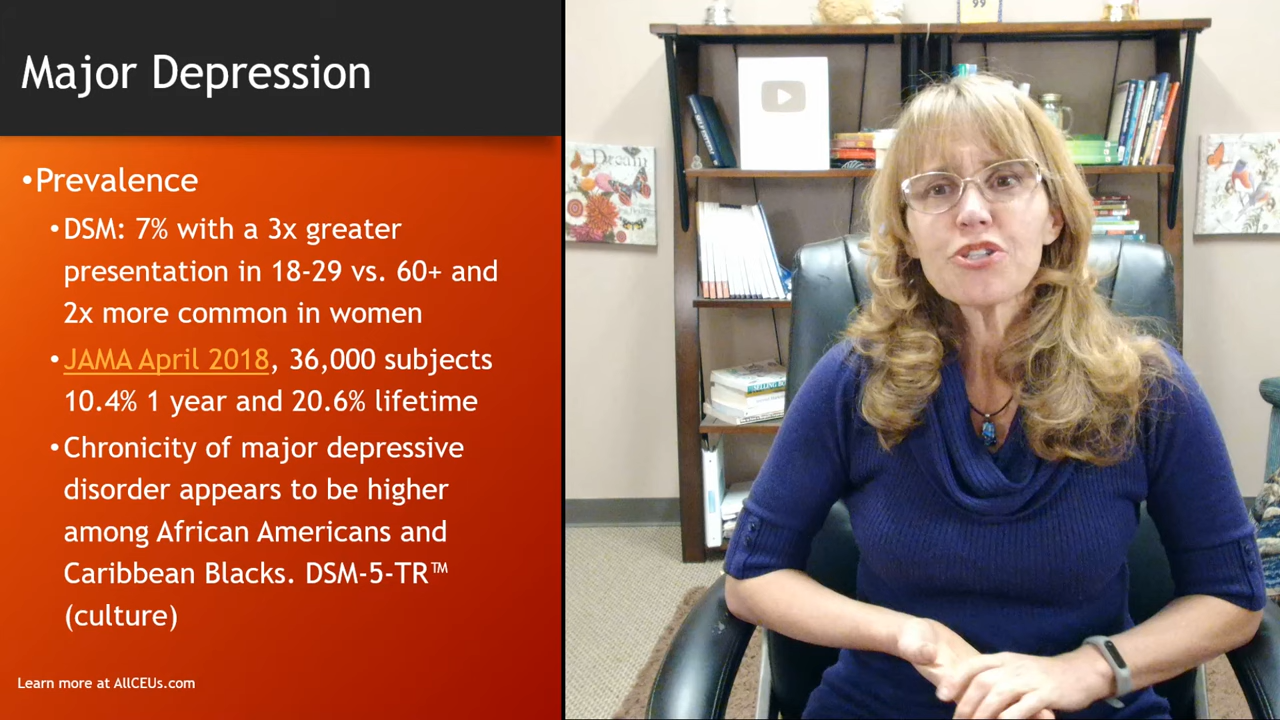 Major Depression
•Prevalence
•DSM: 7% with a 3x greater
presentation in 18-29 vs. 60+ and
2x more common in women
•JAMA April 2018, 36,000 subjects
10.4% 1 year and 20.6% lifetime
•Chronicity of major depressive
disorder appears to be higher
among African Americans and
Caribbean Blacks. DSM-5-TR™
(culture)
Learn more at AllCEUs.com
99
Dream